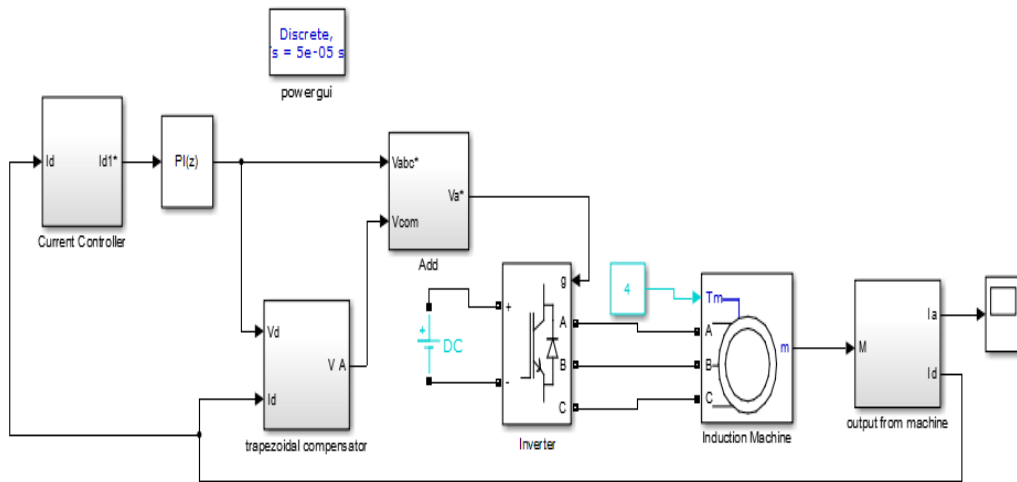 Discrete,
s = 5e-05 s
powergui
Id
Id1*
Current Controller
PI(z)
Vabc*
Vcom
Va*
Add
Vd
Id
V A
trapezoidal compensator
+
DC
+
-
g
A
B
C
Inverter
4
Tm
A
B
C
m
Induction Machine
M
Ia
Id
output from machine